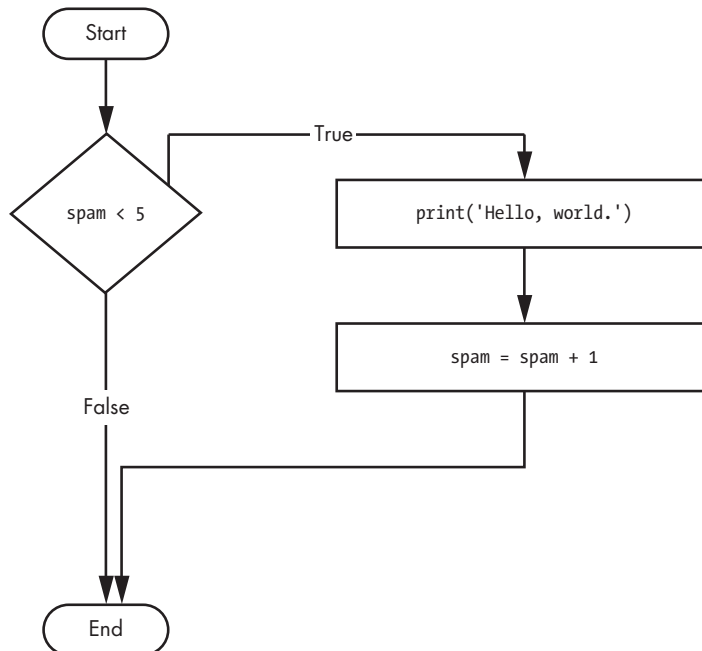 Start
True
spam < 5
print('Hello, world.')
spam = spam + 1
False
End